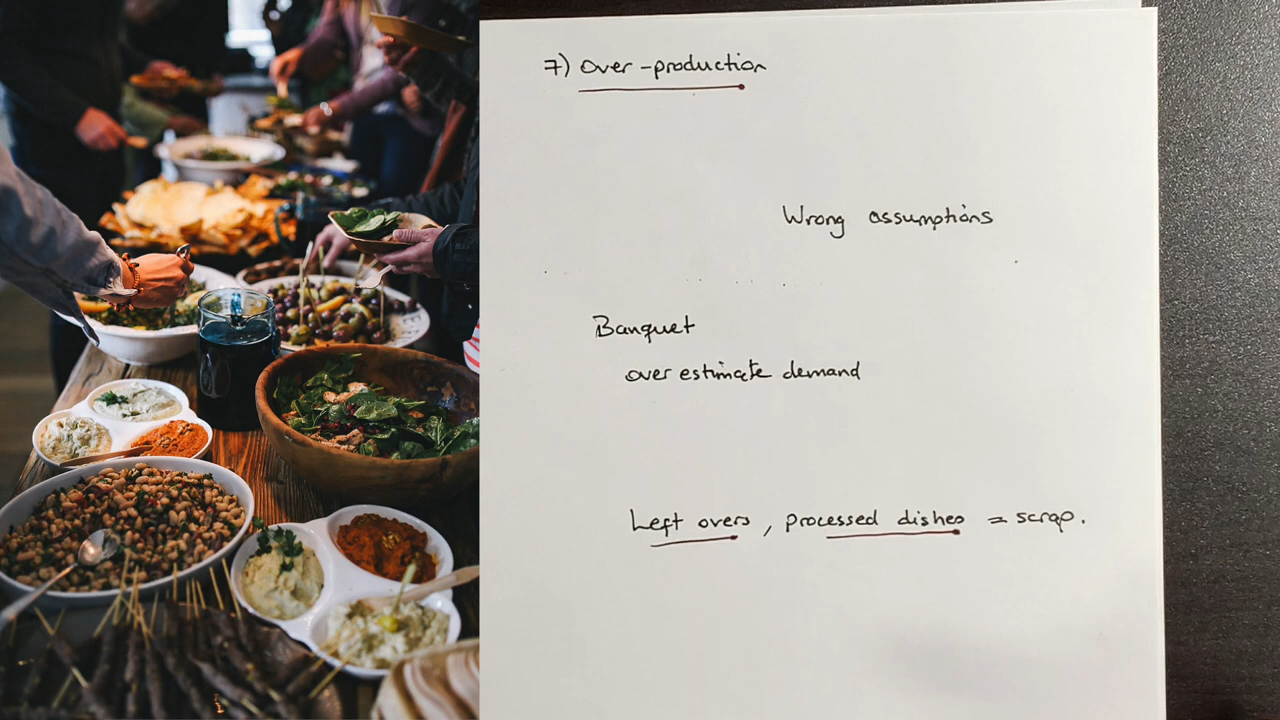 7) Over-production
Wrong assumptions
Banquet
over estimate demand
Left overs, processed dishes = scrap.